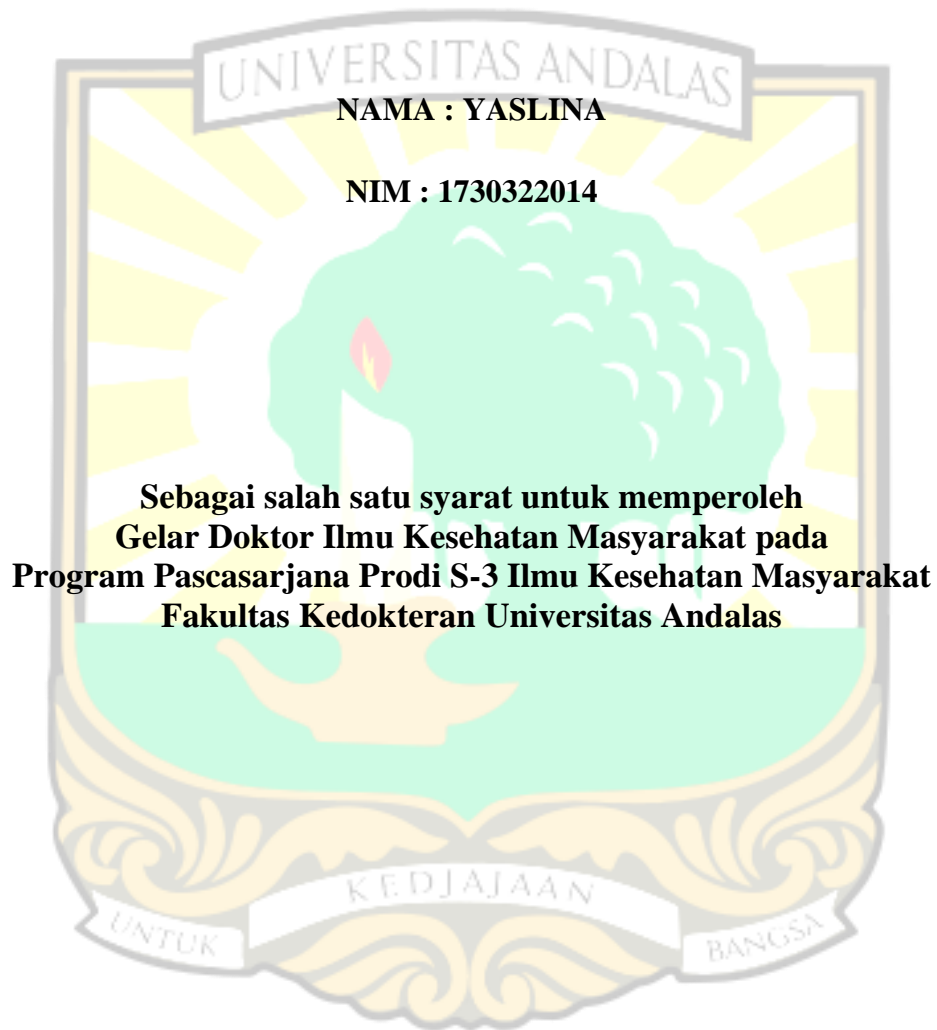 UNIVERSITAS ANDALAS
NAMA : YASLINA
NIM : 1730322014
Sebagai salah satu syarat untuk memperoleh
Gelar Doktor Ilmu Kesehatan Masyarakat pada
Program Pascasarjana Prodi S-3 Ilmu Kesehatan Masyarakat
Fakultas Kedokteran Universitas Andalas
UNTUK KEDJAJAAN BANGSA